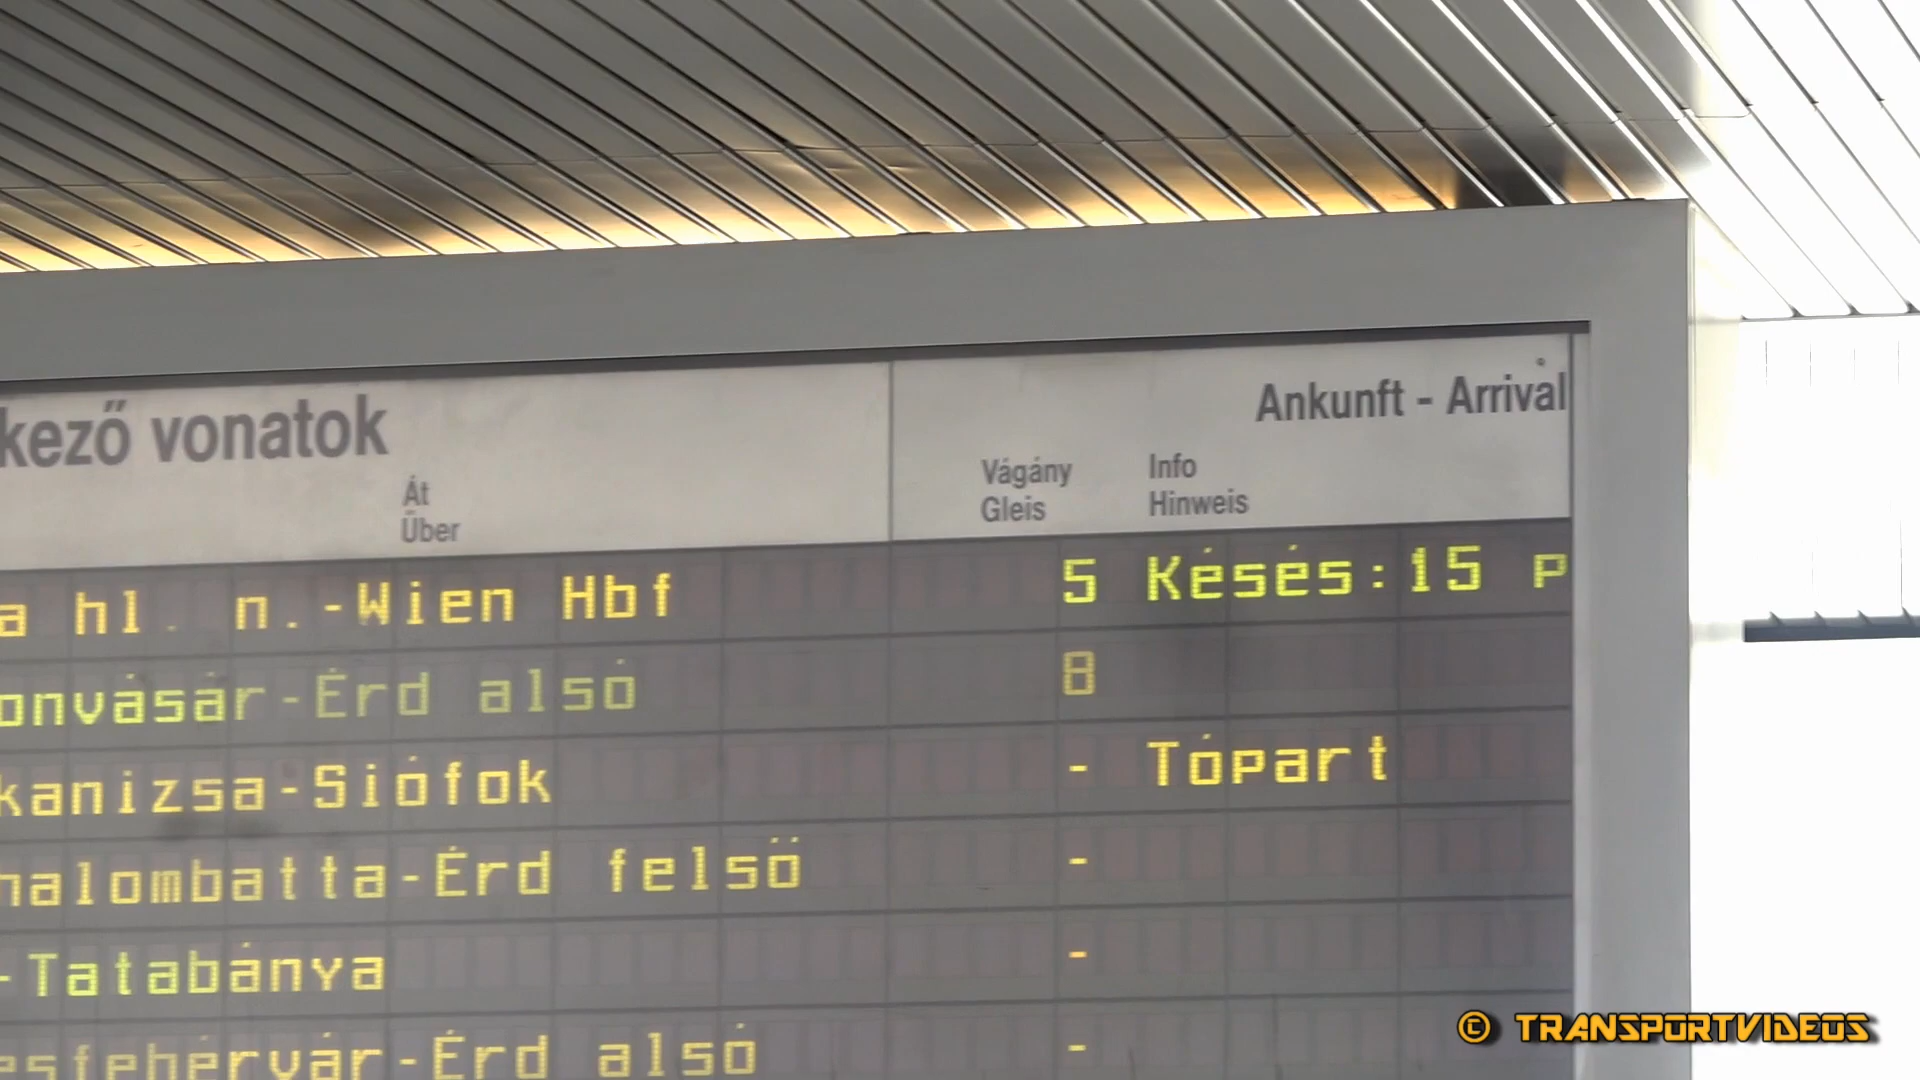 kező vonatok
Ankunft - Arrival
Át
Über
Vágány
Gleis
Info
Hinweis
a hl. n.-Wien Hbf 5 Késés:15 p
onvásár-Érd alsó 8
kanizsa-Siófok - Tópart
halombatta-Érd felső -
-Tatabánya -
esfehérvár-Érd alsó -
© TRANSPORTVIDEOS